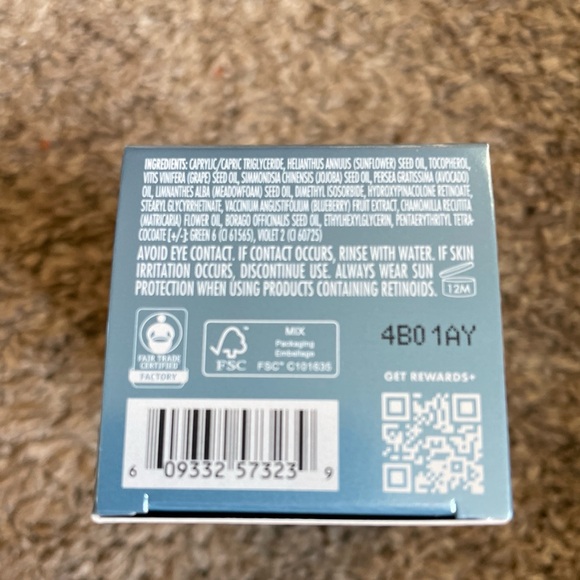 INGREDIENTS: CAPRYLIC/CAPRIC TRIGLYCERIDE, HELIANTHUS ANNUUS (SUNFLOWER) SEED OIL, TOCOPHEROL,
VITIS VINIFERA (GRAPE) SEED OIL, SIMMONDSIA CHINENSIS (JOJOBA) SEED OIL, PERSEA GRATISSIMA (AVOCADO)
OIL, LIMNANTHES ALBA (MEADOWFOAM) SEED OIL, DIMETHYL ISOSORBIDE, HYDROXYPINACOLONE RETINOATE,
STEARYL GLYCYRRHETINATE, VACCINIUM ANGUSTIFOLIUM (BLUEBERRY) FRUIT EXTRACT, CHAMOMILLA RECUTITA
(MATRICARIA) FLOWER OIL, BORAGO OFFICINALIS SEED OIL, ETHYLHEXYLGLYCERIN, PENTAERYTHRITYL TETRA-
COCOATE [+/-]: GREEN 6 (CI 61565), VIOLET 2 (CI 60725)
AVOID EYE CONTACT. IF CONTACT OCCURS, RINSE WITH WATER. IF SKIN
IRRITATION OCCURS, DISCONTINUE USE. ALWAYS WEAR SUN
PROTECTION WHEN USING PRODUCTS CONTAINING RETINOIDS.
12M
FAIR TRADE
CERTIFIED
FACTORY
FSC
MIX
Packaging
Emballage
FSC™ C101635
4B01AY
GET REWARDS+
6 09332 57323 9